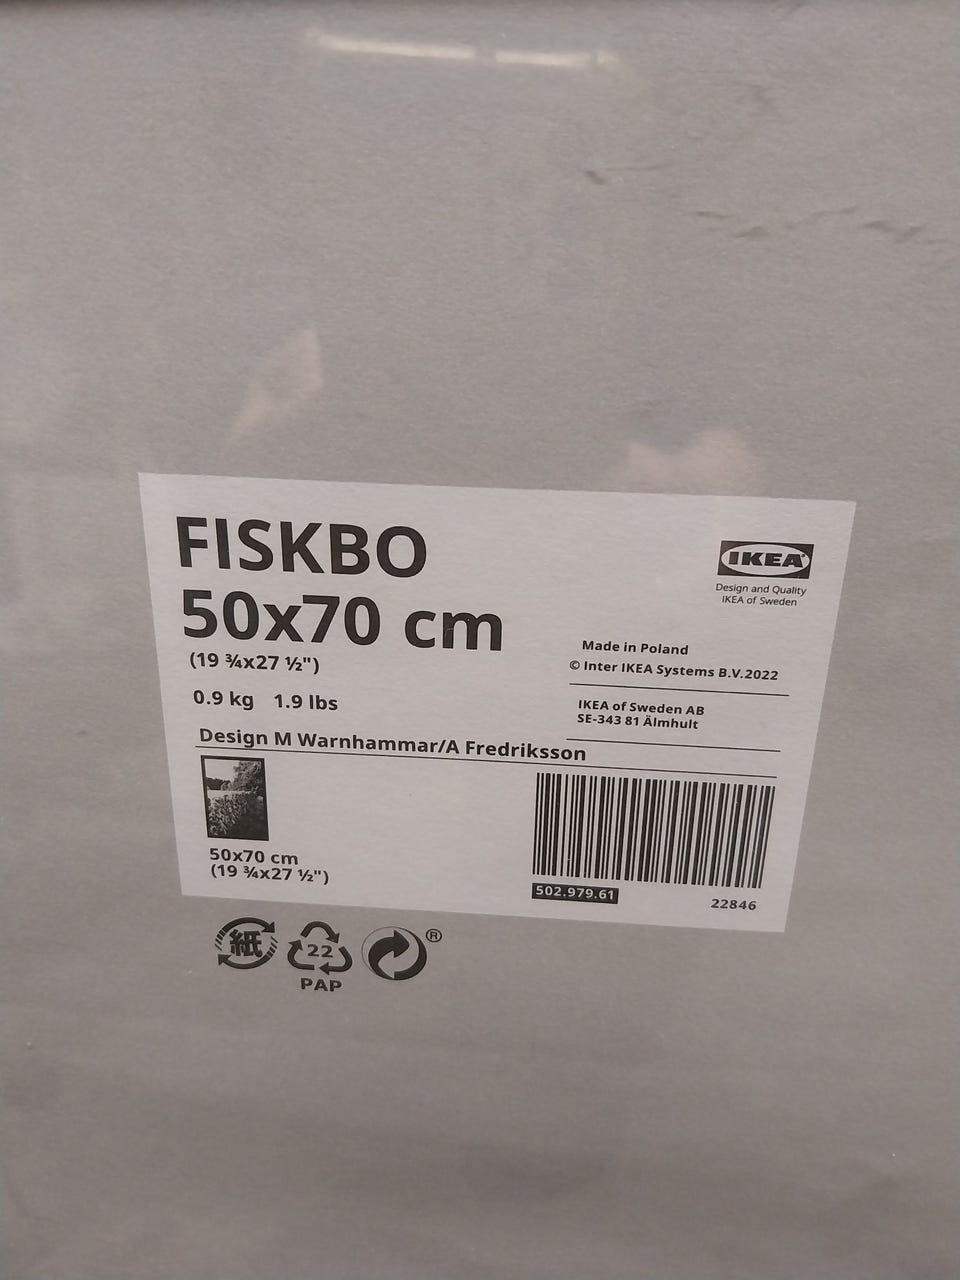 FISKBO
50x70 cm
(19 ¾x27 ½")
0.9 kg 1.9 lbs
IKEA®
Design and Quality
IKEA of Sweden
Made in Poland
© Inter IKEA Systems B.V.2022
IKEA of Sweden AB
SE-343 81 Älmhult
Design M Warnhammar/A Fredriksson
50x70 cm
(19 ¾x27 ½")
502.979.61
22846
紙
22
PAP
®